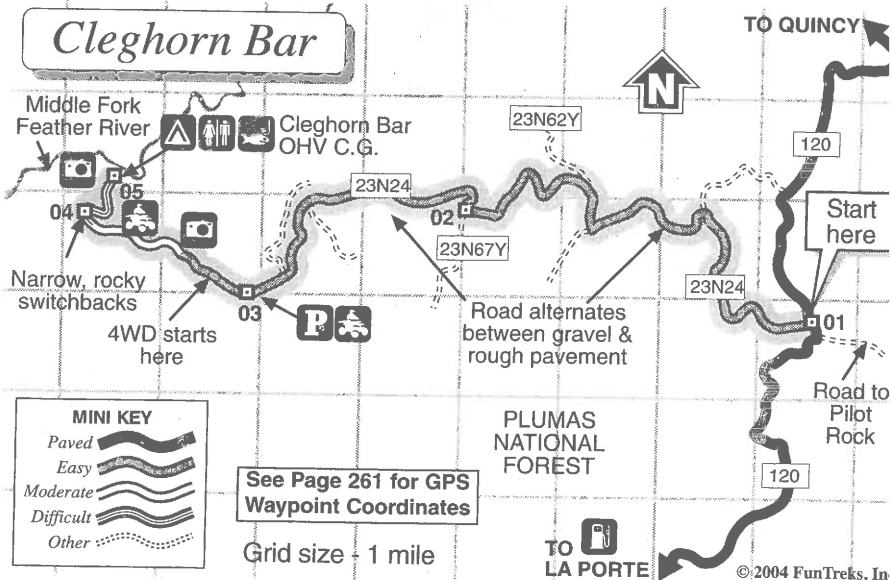 Cleghorn Bar
TO QUINCY
N
Middle Fork
Feather River
Cleghorn Bar
OHV C.G.
23N62Y
120
05
23N24
04
02
Start
here
23N67Y
Narrow, rocky
switchbacks
23N24
03
P
01
4WD starts
here
Road alternates
between gravel &
rough pavement
Road to
Pilot
Rock
MINI KEY
Paved
Easy
Moderate
Difficult
Other
PLUMAS
NATIONAL
FOREST
See Page 261 for GPS
Waypoint Coordinates
120
Grid size - 1 mile
TO
LA PORTE
© 2004 FunTreks, In